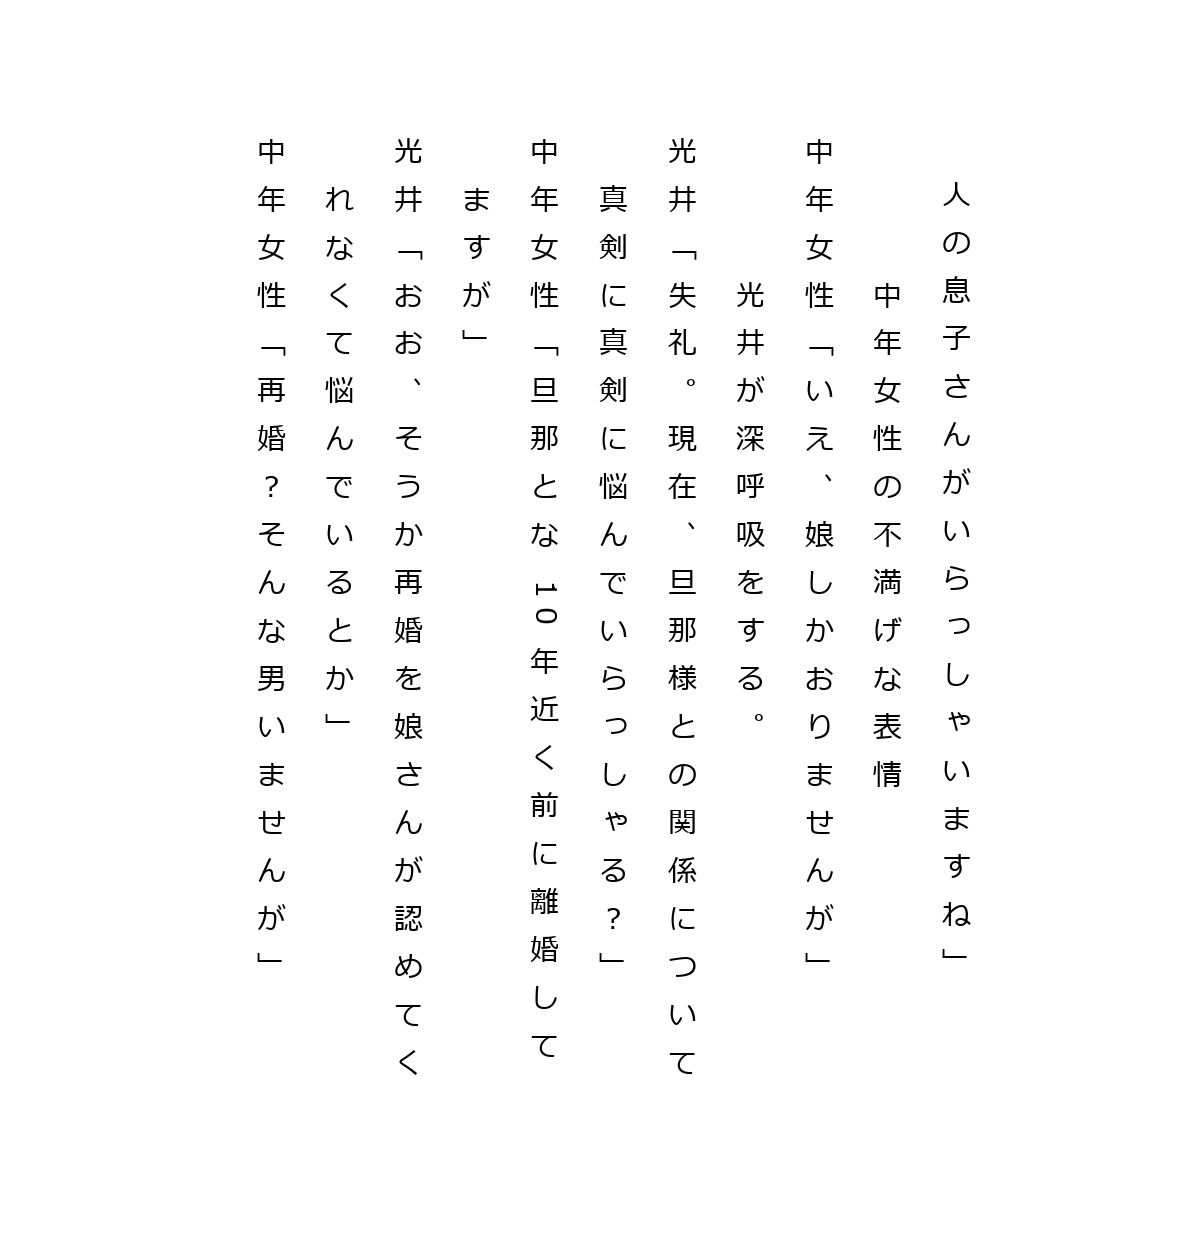 人の息子さんがいらっしゃいますね」
中年女性の不満げな表情
中年女性「いえ、娘しかおりませんが」
光井が深呼吸をする。
光井「失礼。現在、旦那様との関係について
真剣に真剣に悩んでいらっしゃる？」
中年女性「旦那とな10年近く前に離婚して
ますが」
光井「おお、そうか再婚を娘さんが認めてく
れなくて悩んでいるとか」
中年女性「再婚？そんな男いませんが」